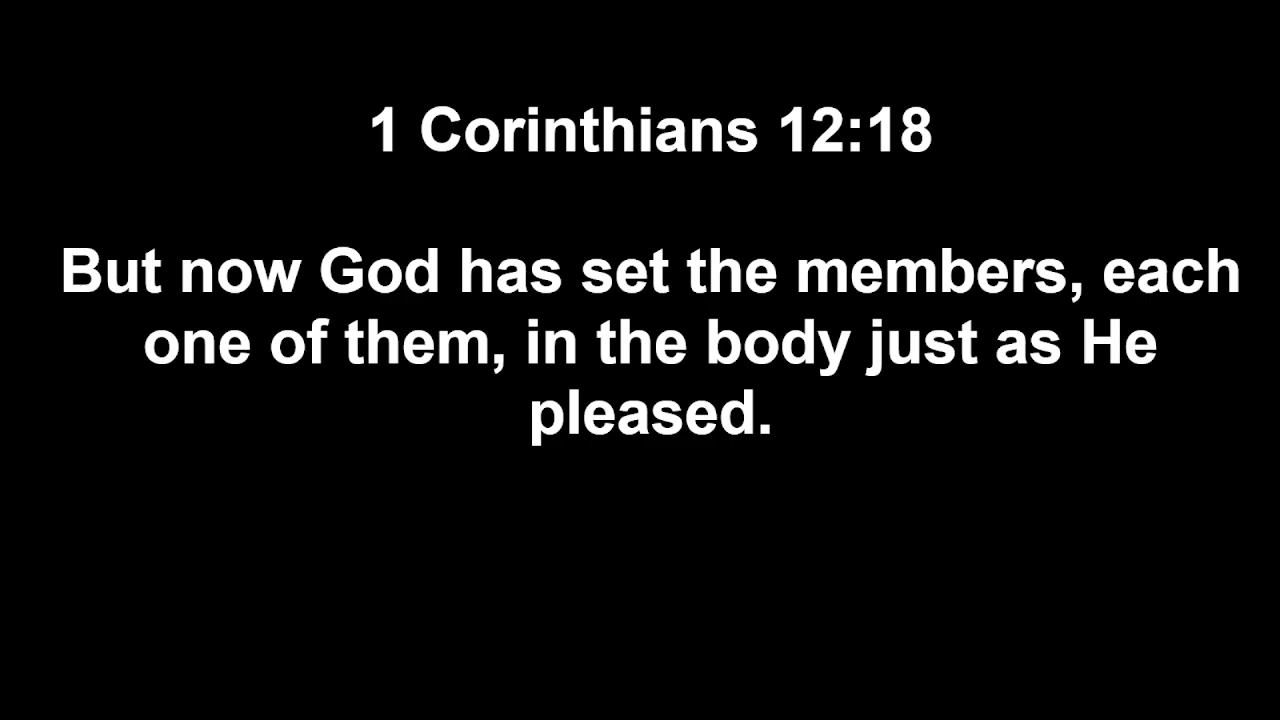 1 Corinthians 12:18
But now God has set the members, each
one of them, in the body just as He
pleased.